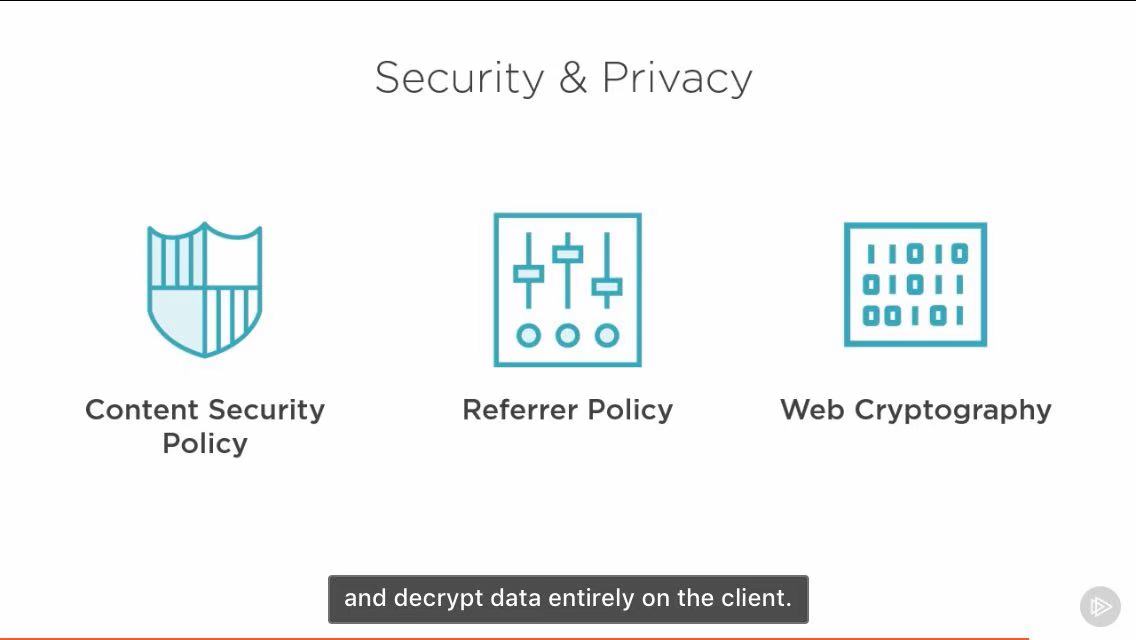 Security & Privacy
11010
01011
00101
Content Security
Policy
Referrer Policy
Web Cryptography
and decrypt data entirely on the client.